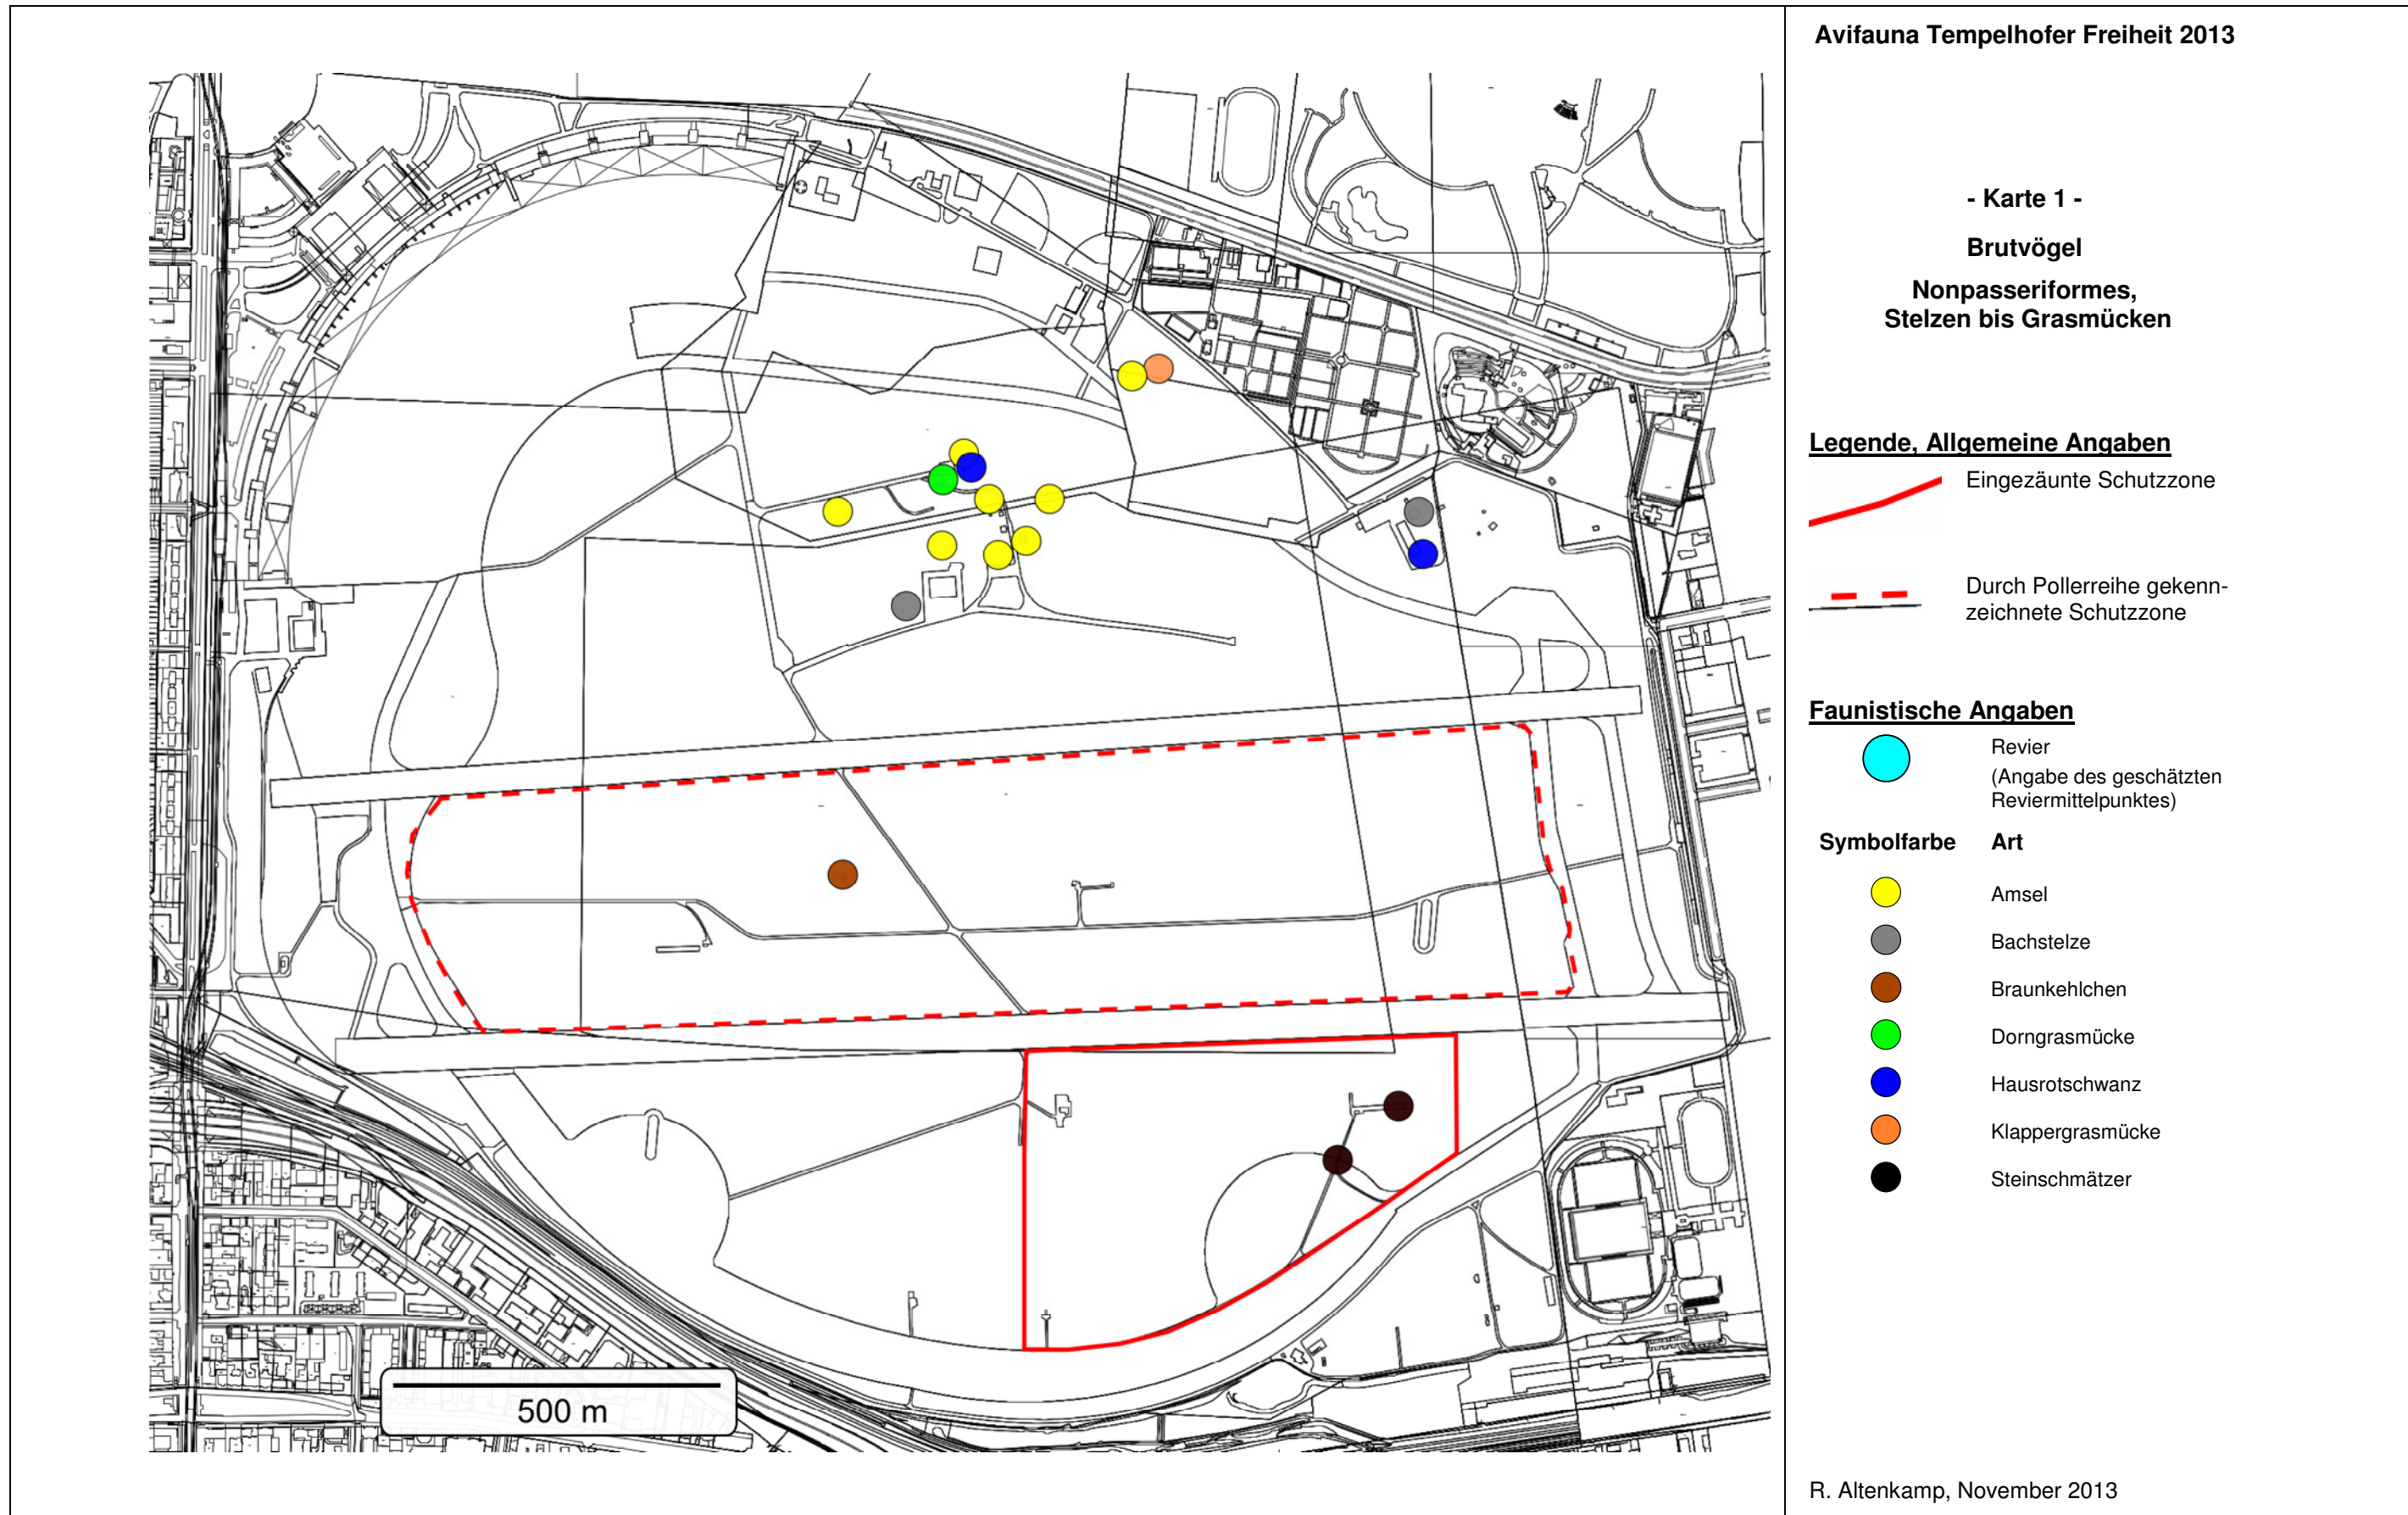 Avifauna Tempelhofer Freiheit 2013
- Karte 1 -
Brutvögel
Nonpasseriformes,
Stelzen bis Grasmücken
Legende, Allgemeine Angaben
Eingezäunte Schutzzone
Durch Pollerreihe gekenn-
zeichnete Schutzzone
Faunistische Angaben
Revier
(Angabe des geschätzten
Reviermittelpunktes)
Symbolfarbe Art
Amsel
Bachstelze
Braunkehlchen
Dorngrasmücke
Hausrotschwanz
Klappergrasmücke
Steinschmätzer
500 m
R. Altenkamp, November 2013